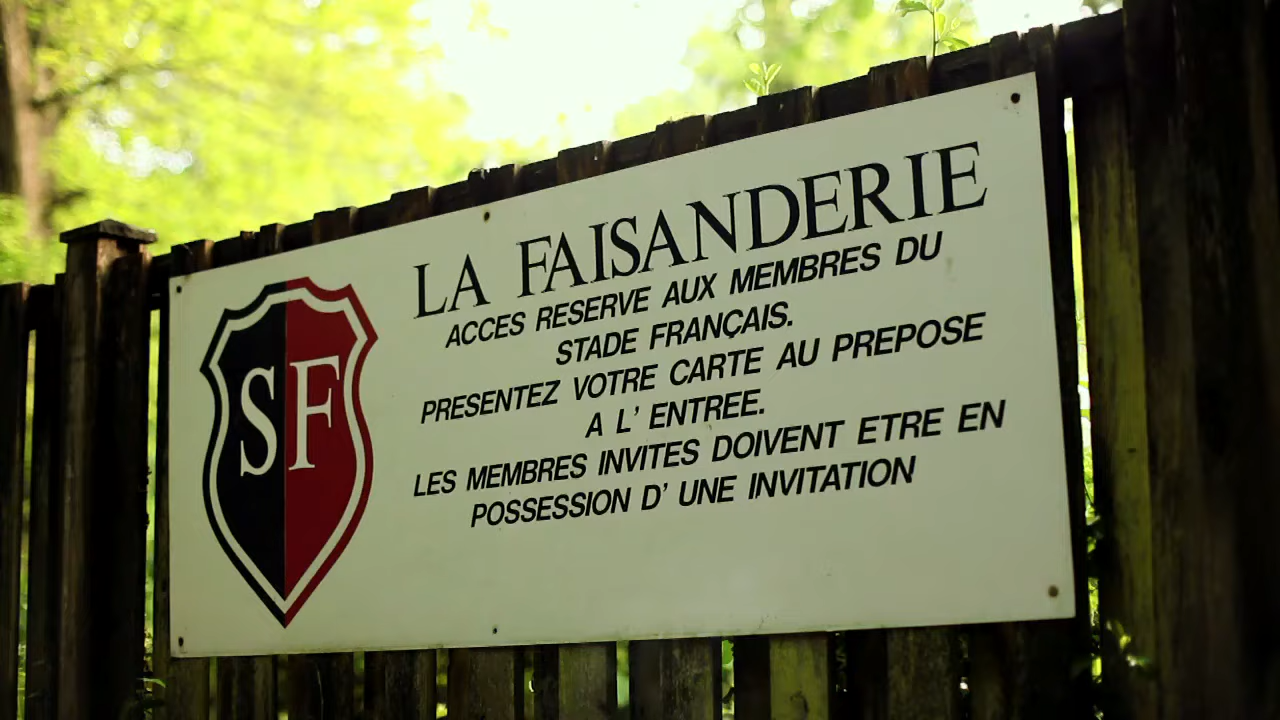 SF
LA FAISANDERIE
ACCES RESERVE AUX MEMBRES DU
STADE FRANÇAIS.
PRESENTEZ VOTRE CARTE AU PREPOSE
A L' ENTREE.
LES MEMBRES INVITES DOIVENT ETRE EN
POSSESSION D' UNE INVITATION